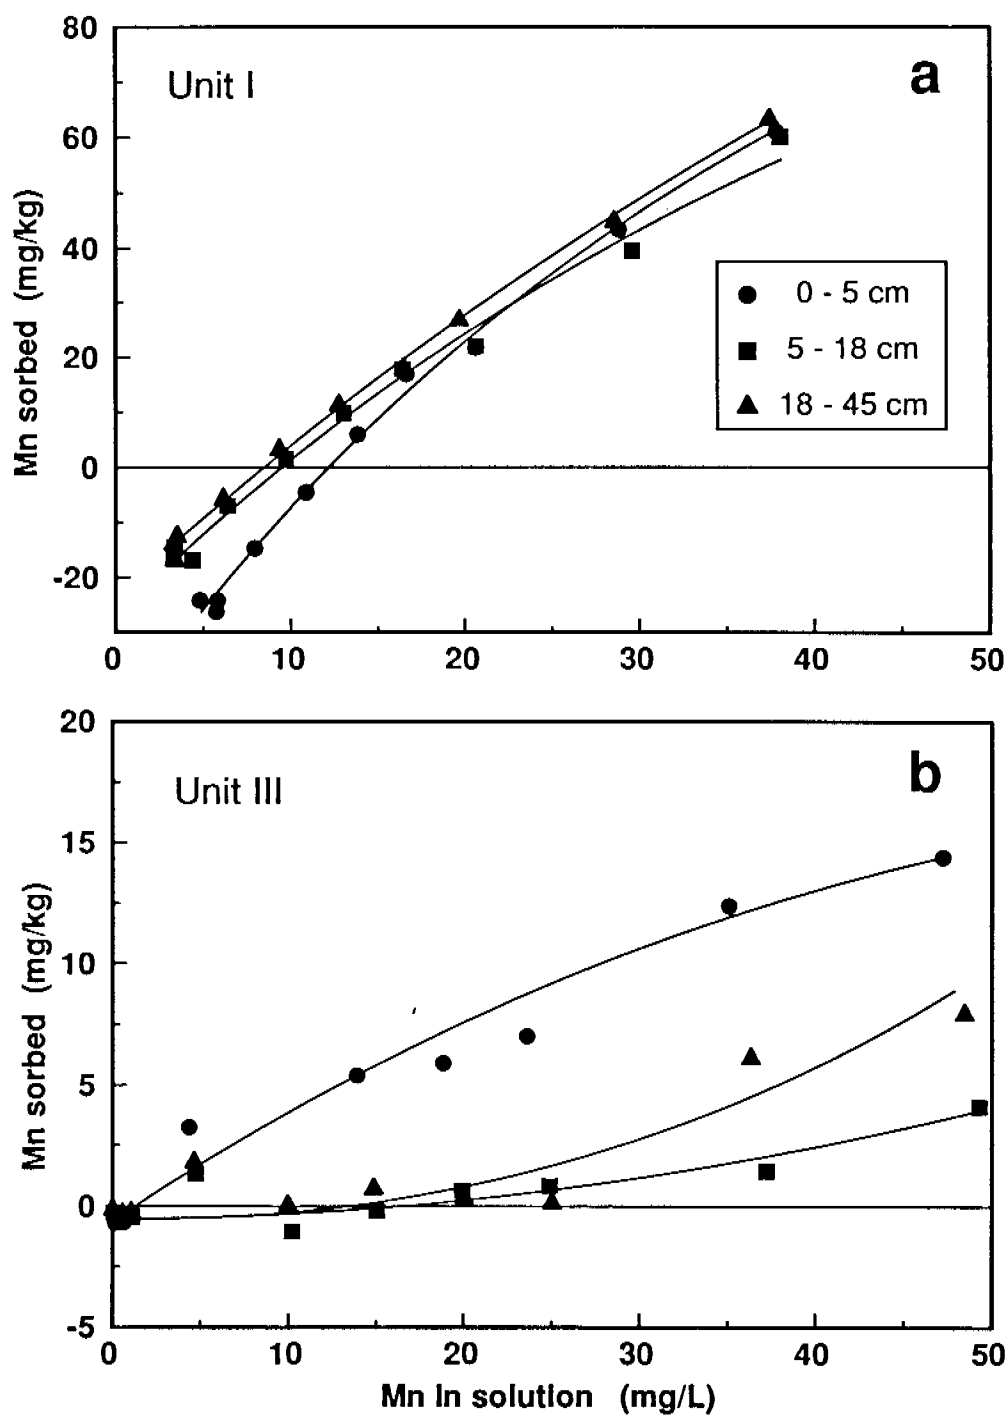 80
60
40
20
0
-20
Mn sorbed (mg/kg)
Unit I
a
0 - 5 cm
5 - 18 cm
18 - 45 cm
0 10 20 30 40 50
20
15
10
5
0
-5
Mn sorbed (mg/kg)
Unit III
b
0 10 20 30 40 50
Mn In solution (mg/L)